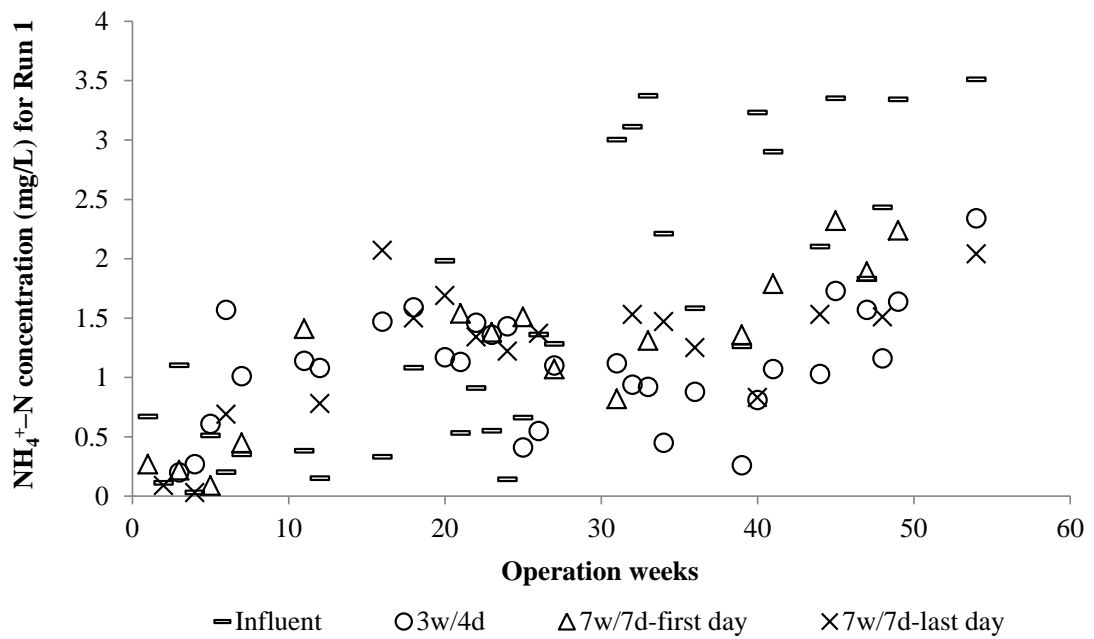 NH₄⁺–N concentration (mg/L) for Run 1
4
3.5
3
2.5
2
1.5
1
0.5
0
0 10 20 30 40 50 60
Operation weeks
Influent 3w/4d 7w/7d-first day 7w/7d-last day